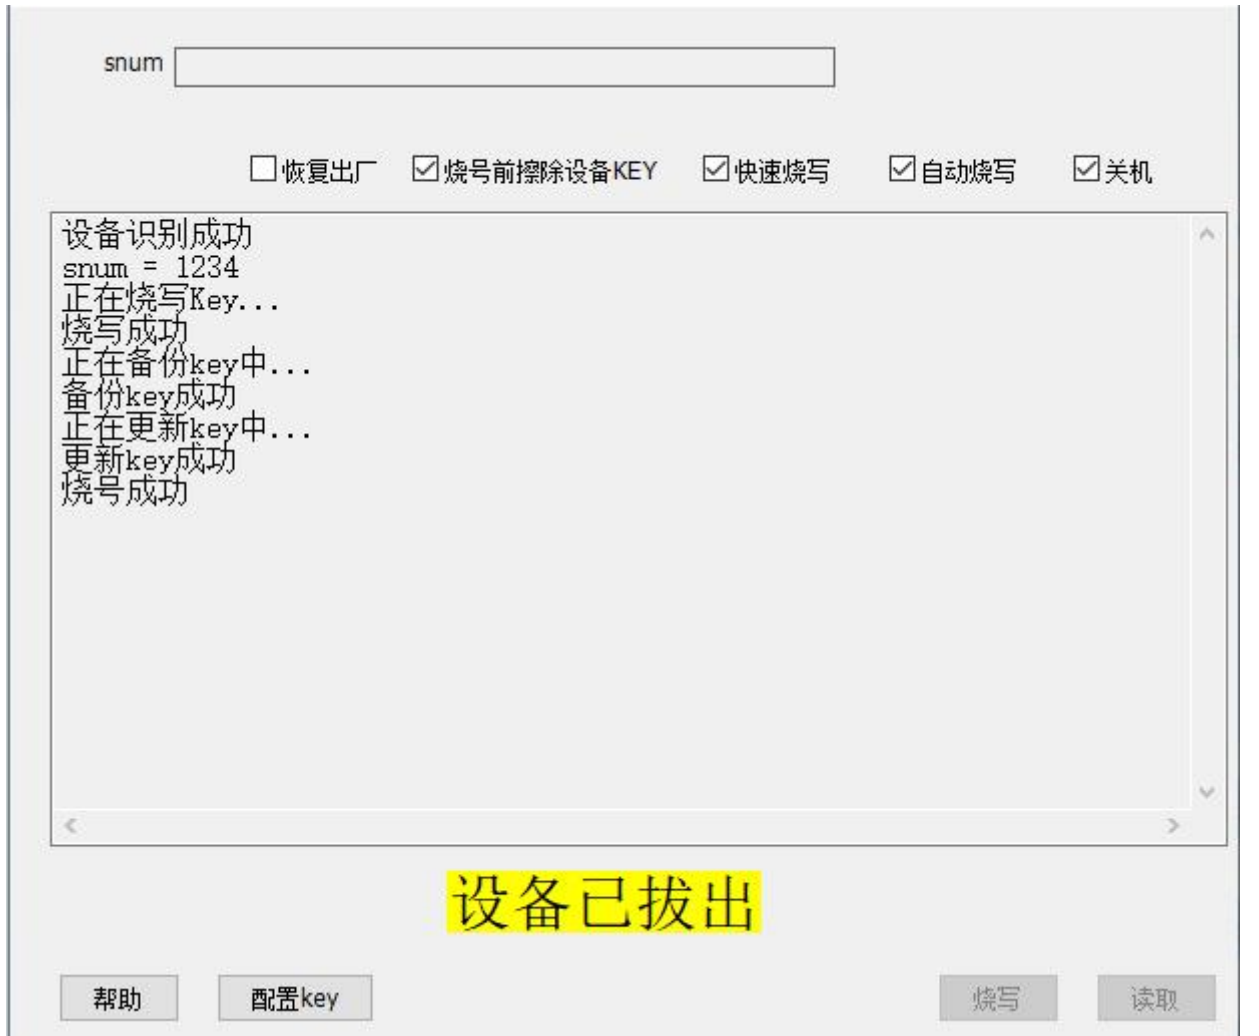 snum
恢复出厂 烧号前擦除设备KEY 快速烧写 自动烧写 关机
设备识别成功
snum = 1234
正在烧写Key...
烧写成功
正在备份key中...
备份key成功
正在更新key中...
更新key成功
烧号成功
设备已拔出
帮助 配置key 烧写 读取